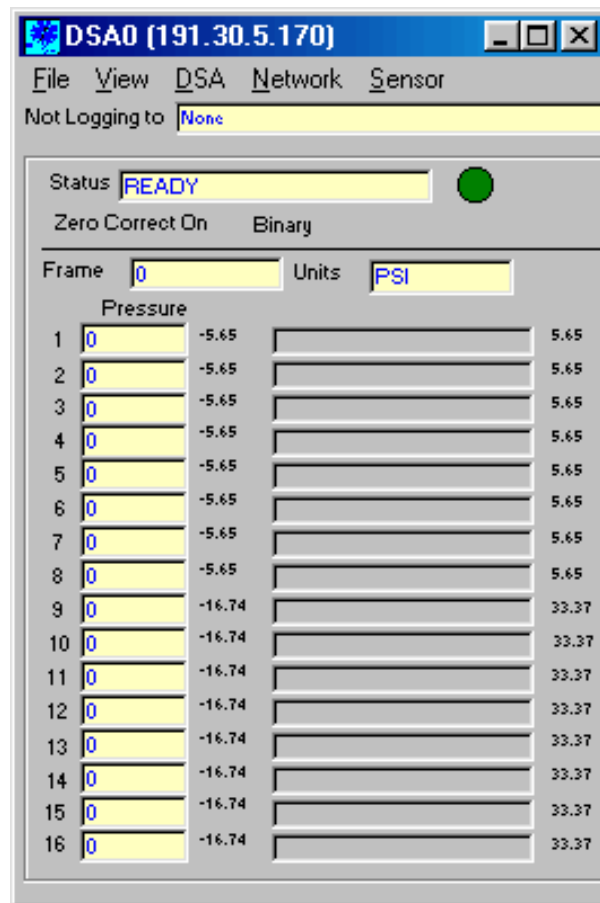 DSA0 (191.30.5.170)
File View DSA Network Sensor
Not Logging to None
Status READY
Zero Correct On Binary
Frame 0 Units PSI
Pressure
1 0 -5.65 5.65
2 0 -5.65 5.65
3 0 -5.65 5.65
4 0 -5.65 5.65
5 0 -5.65 5.65
6 0 -5.65 5.65
7 0 -5.65 5.65
8 0 -5.65 5.65
9 0 -16.74 33.37
10 0 -16.74 33.37
11 0 -16.74 33.37
12 0 -16.74 33.37
13 0 -16.74 33.37
14 0 -16.74 33.37
15 0 -16.74 33.37
16 0 -16.74 33.37